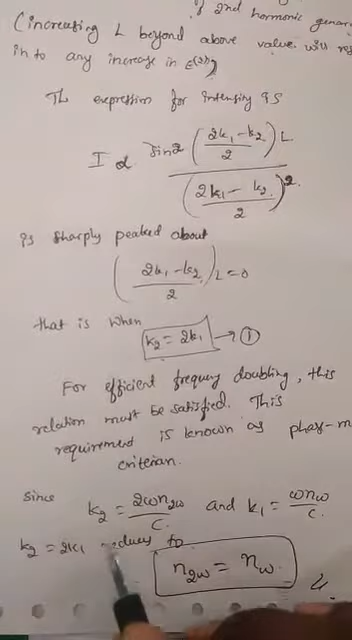 of 2nd harmonic genera
(increasing L beyond above value will re
in to any increase in E(2ω))
The expression for intensity is
I α sin2 ((2k1-k2)/2)L / ((2k1-k2)/2)2.
is sharply peaked about
((2k1-k2)/2)L=0
that is when
k2=2k1 → ①
For efficient frequency doubling, this
relation must be satisfied. This
requirement is known as phas-m
criterian.
Since k2 = 2ωn2ω/C. and k1 = ωnω/C.
k2=2k1 reduces to
n2ω = nω.